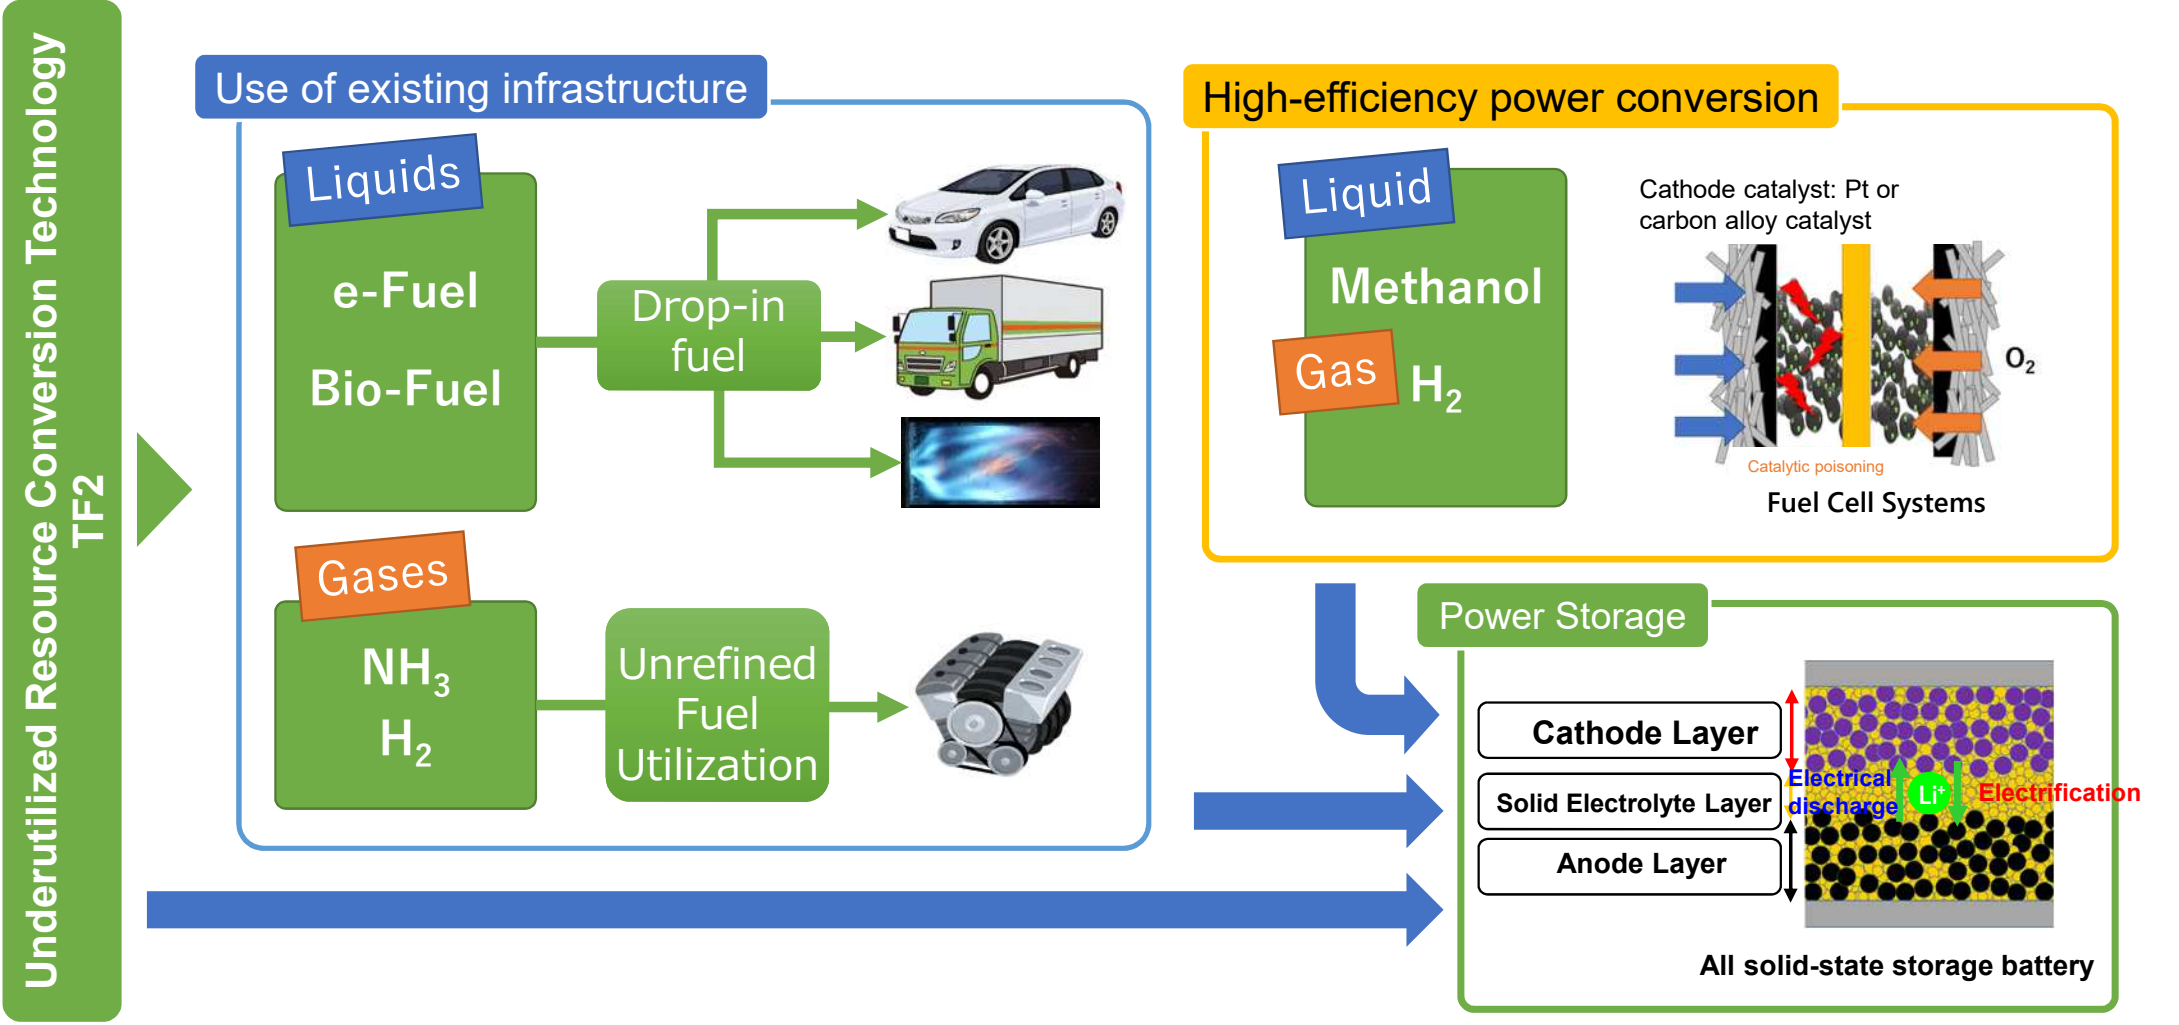 Underutilized Resource Conversion Technology
TF2
Use of existing infrastructure
Liquids
e-Fuel
Bio-Fuel
Drop-in
fuel
Gases
NH₃
H₂
Unrefined
Fuel
Utilization
High-efficiency power conversion
Liquid
Methanol
Gas
H₂
Cathode catalyst: Pt or
carbon alloy catalyst
O₂
Catalytic poisoning
Fuel Cell Systems
Power Storage
Cathode Layer
Solid Electrolyte Layer
Anode Layer
Electrical
discharge
Li⁺
Electrification
All solid-state storage battery